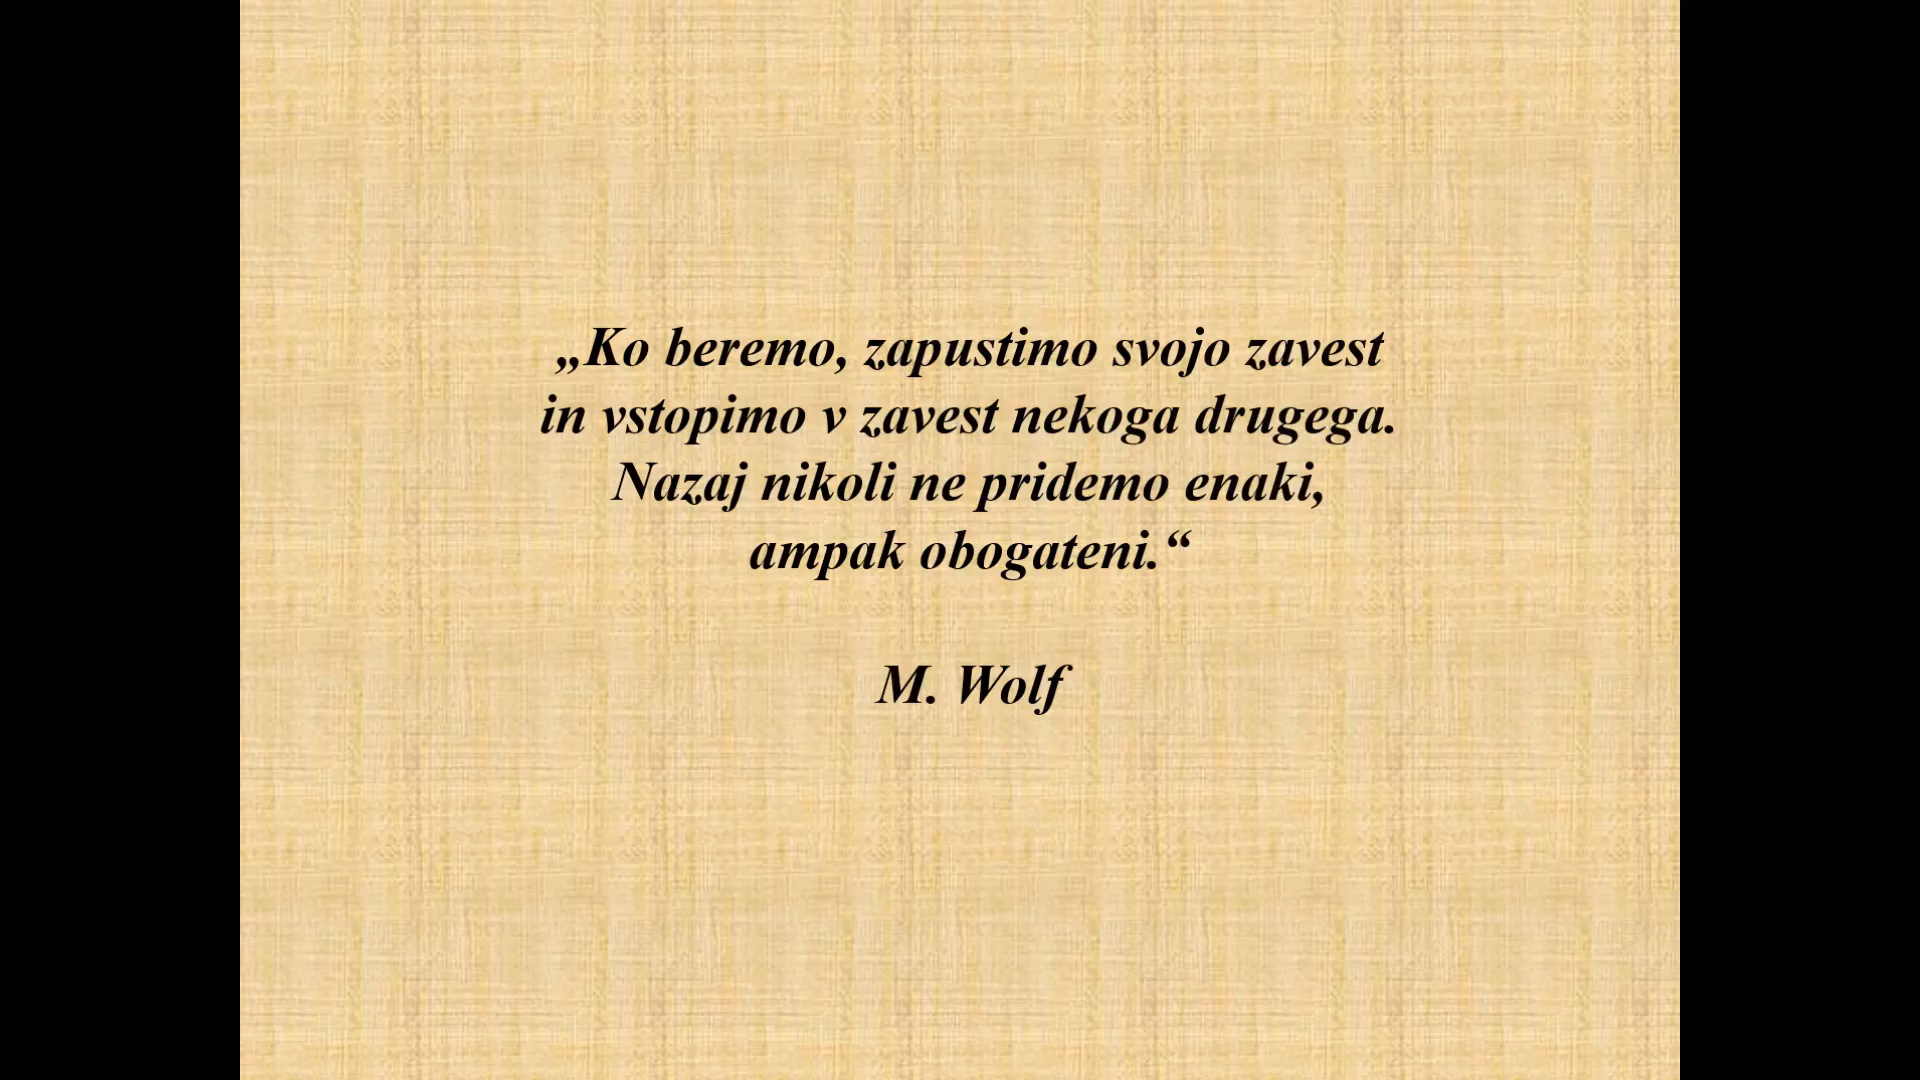 „Ko beremo, zapustimo svojo zavest
in vstopimo v zavest nekoga drugega.
Nazaj nikoli ne pridemo enaki,
ampak obogateni.“
M. Wolf